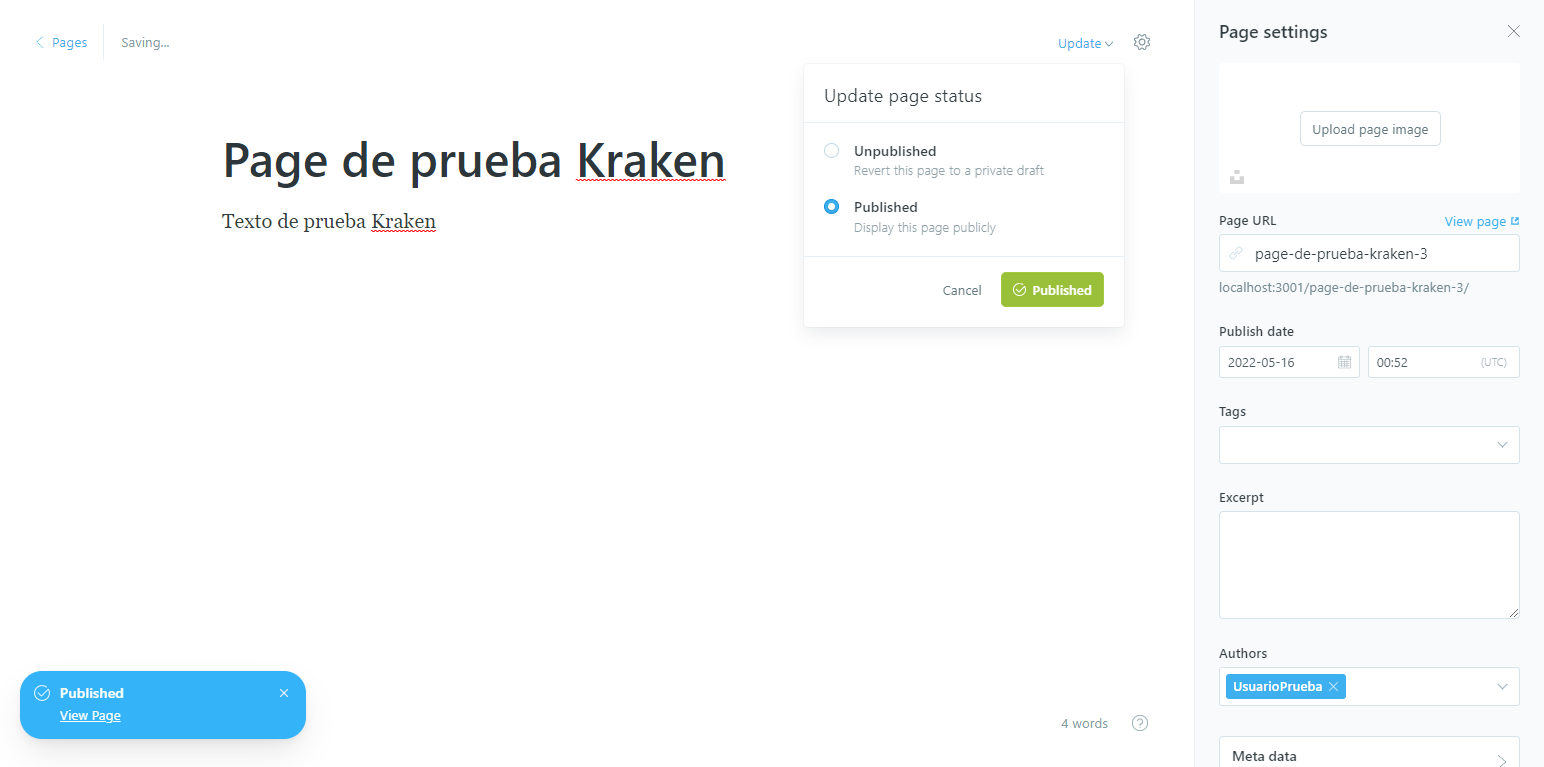 Pages
Saving...
Update
Update page status
Unpublished
Revert this page to a private draft
Published
Display this page publicly
Cancel
Published
Page de prueba Kraken
Texto de prueba Kraken
Published
View Page
4 words
Page settings
Upload page image
Page URL
View page
page-de-prueba-kraken-3
localhost:3001/page-de-prueba-kraken-3/
Publish date
2022-05-16
00:52
(UTC)
Tags
Excerpt
Authors
UsuarioPrueba
Meta data